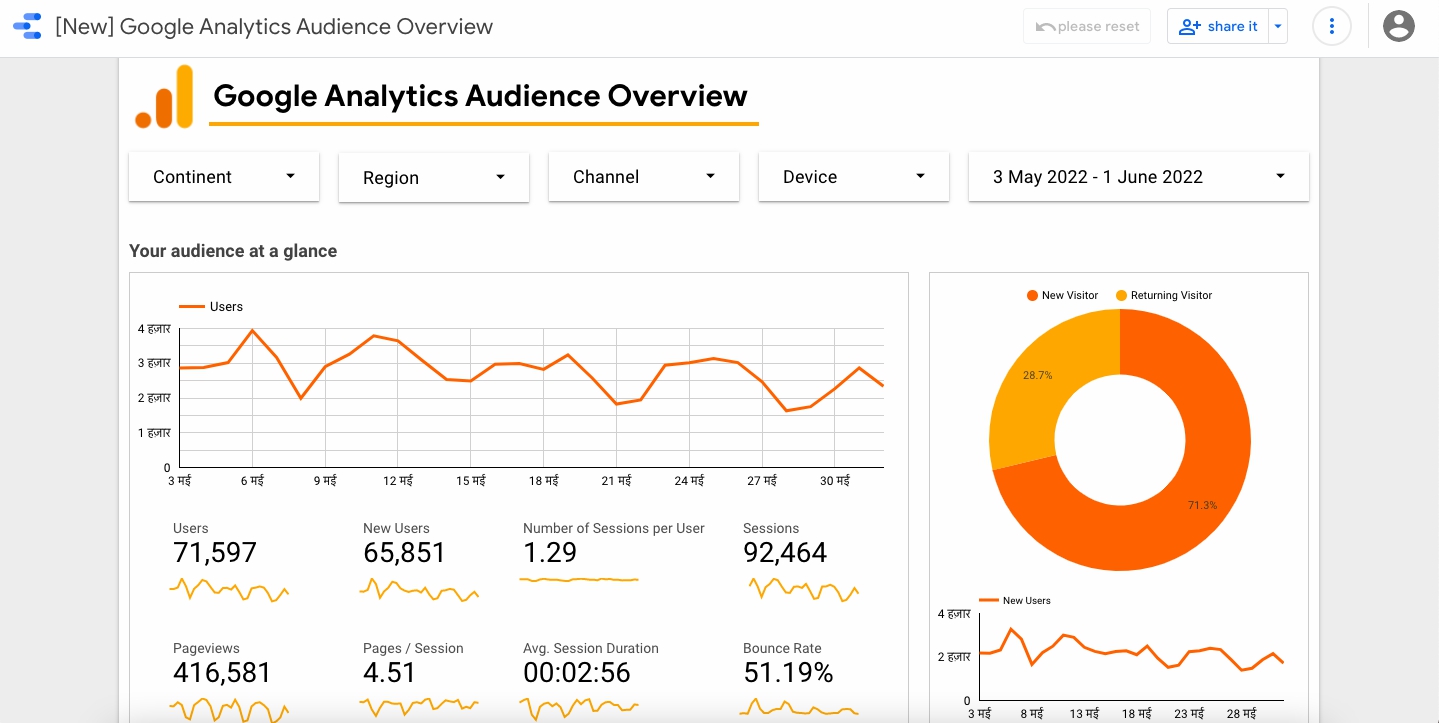 [New] Google Analytics Audience Overview
please reset
share it
Google Analytics Audience Overview
Continent
Region
Channel
Device
3 May 2022 - 1 June 2022
Your audience at a glance
Users
4 हज़ार
3 हज़ार
2 हज़ार
1 हज़ार
0
3 मई 6 मई 9 मई 12 मई 15 मई 18 मई 21 मई 24 मई 27 मई 30 मई
Users New Users Number of Sessions per User Sessions
71,597 65,851 1.29 92,464
Pageviews Pages / Session Avg. Session Duration Bounce Rate
416,581 4.51 00:02:56 51.19%
New Visitor Returning Visitor
28.7%
71.3%
New Users
4 हज़ार
2 हज़ार
0
3 मई 8 मई 13 मई 18 मई 23 मई 28 मई